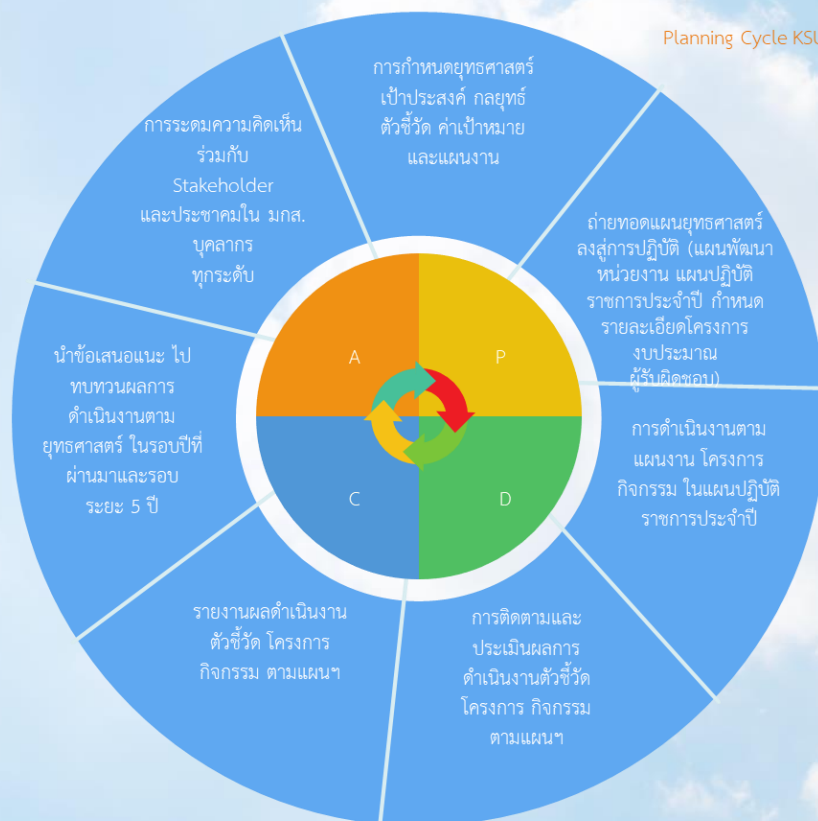 Planning Cycle KSU
การกำหนดยุทธศาสตร์
เป้าประสงค์ กลยุทธ์
ตัวชี้วัด ค่าเป้าหมาย
และแผนงาน
ถ่ายทอดแผนยุทธศาสตร์
ลงสู่การปฏิบัติ (แผนพัฒนา
หน่วยงาน แผนปฏิบัติ
ราชการประจำปี กำหนด
รายละเอียดโครงการ
งบประมาณ
ผู้รับผิดชอบ)
การดำเนินงานตาม
แผนงาน โครงการ
กิจกรรม ในแผนปฏิบัติ
ราชการประจำปี
การติดตามและ
ประเมินผลการ
ดำเนินงานตัวชี้วัด
โครงการ กิจกรรม
ตามแผนฯ
รายงานผลดำเนินงาน
ตัวชี้วัด โครงการ
กิจกรรม ตามแผนฯ
นำข้อเสนอแนะ ไป
ทบทวนผลการ
ดำเนินงานตาม
ยุทธศาสตร์ ในรอบปีที่
ผ่านมาและรอบ
ระยะ 5 ปี
การระดมความคิดเห็น
ร่วมกับ
Stakeholder
และประชาคมใน มกส.
บุคลากร
ทุกระดับ
A
P
C
D